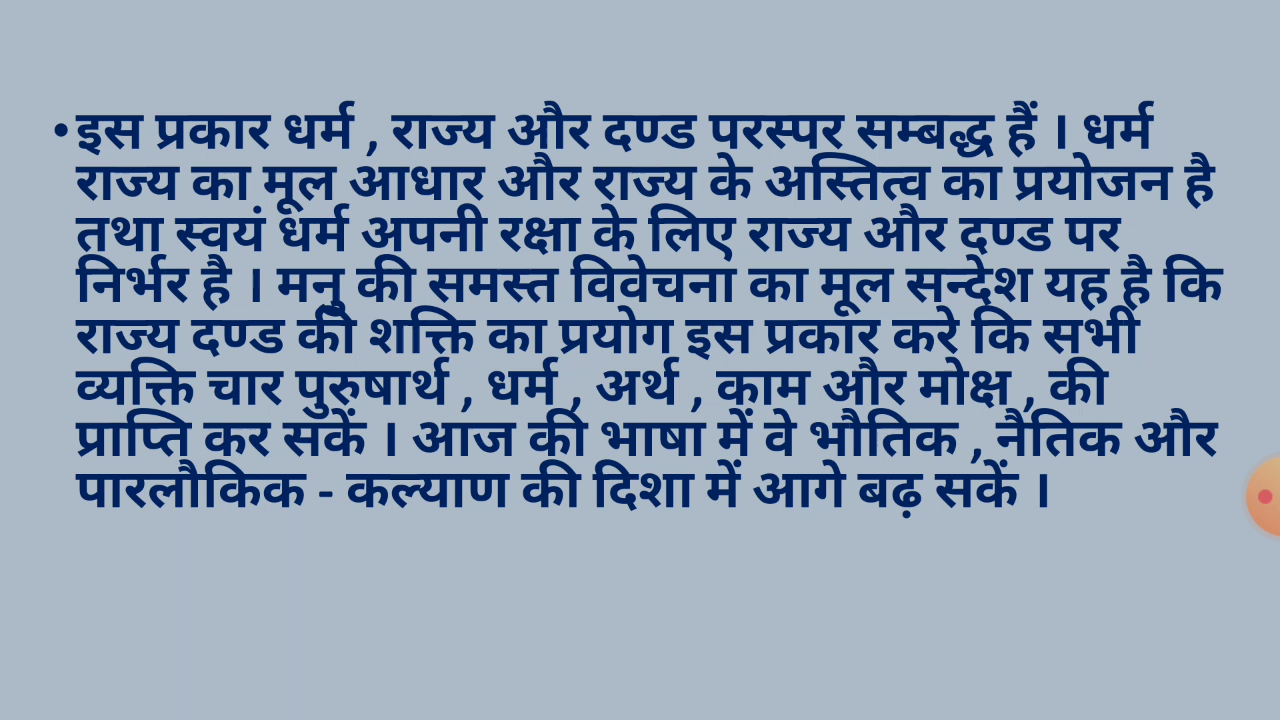 • इस प्रकार धर्म , राज्य और दण्ड परस्पर सम्बद्ध हैं । धर्म
राज्य का मूल आधार और राज्य के अस्तित्व का प्रयोजन है
तथा स्वयं धर्म अपनी रक्षा के लिए राज्य और दण्ड पर
निर्भर है । मनु की समस्त विवेचना का मूल सन्देश यह है कि
राज्य दण्ड की शक्ति का प्रयोग इस प्रकार करे कि सभी
व्यक्ति चार पुरुषार्थ , धर्म , अर्थ , काम और मोक्ष , की
प्राप्ति कर सकें । आज की भाषा में वे भौतिक , नैतिक और
पारलौकिक - कल्याण की दिशा में आगे बढ़ सकें ।